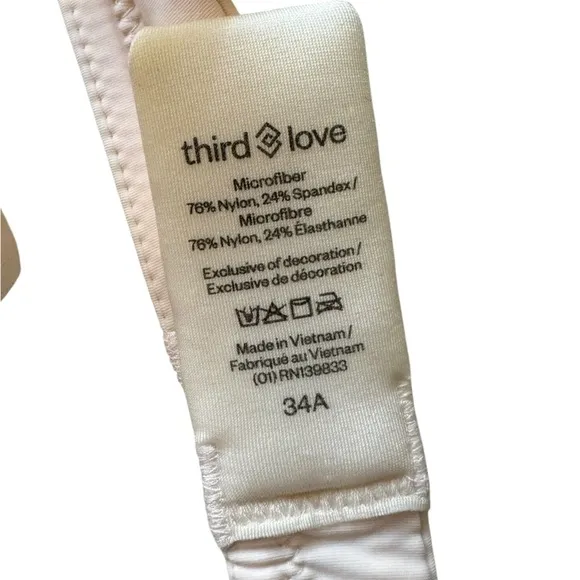 third love
Microfiber
76% Nylon, 24% Spandex/
Microfibre
76% Nylon, 24% Élasthanne
Exclusive of decoration/
Exclusive de décoration
Made in Vietnam/
Fabriqué au Vietnam
(01) RN139833
34A